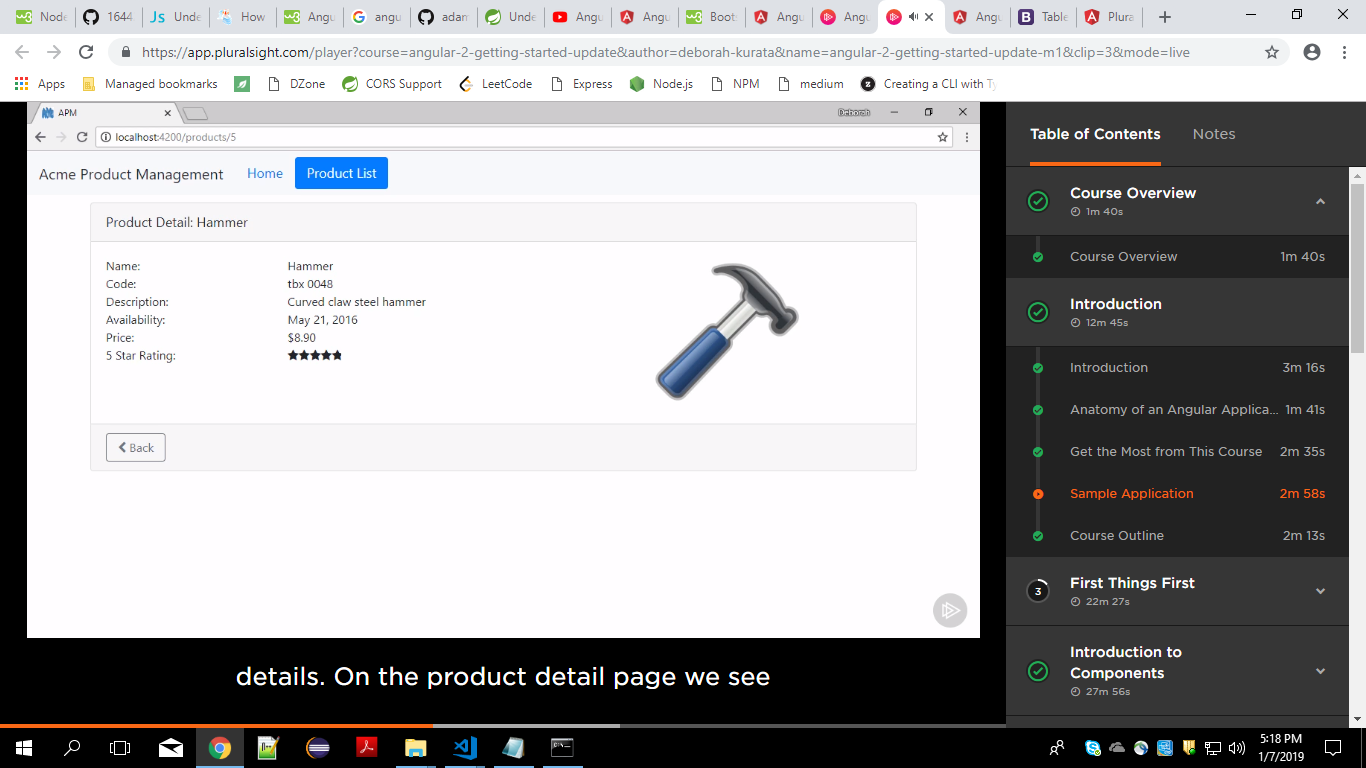 Node
1644
Js Unde
How
w3 Angu
angu
adam
Unde
Angu
Angu
w3 Boots
Angu
Angu
Angu
B Table
Plura
https://app.pluralsight.com/player?course=angular-2-getting-started-update&author=deborah-kurata&name=angular-2-getting-started-update-m1&clip=3&mode=live
Apps Managed bookmarks DZone CORS Support LeetCode Express Node.js NPM medium Creating a CLI with Ty
APM
Deborah
localhost:4200/products/5
Acme Product Management Home Product List
Product Detail: Hammer
Name: Hammer
Code: tbx 0048
Description: Curved claw steel hammer
Availability: May 21, 2016
Price: $8.90
5 Star Rating:
Back
details. On the product detail page we see
Table of Contents Notes
Course Overview
1m 40s
Course Overview 1m 40s
Introduction
12m 45s
Introduction 3m 16s
Anatomy of an Angular Applica... 1m 41s
Get the Most from This Course 2m 35s
Sample Application 2m 58s
Course Outline 2m 13s
3 First Things First
22m 27s
Introduction to
Components
27m 56s
5:18 PM
1/7/2019